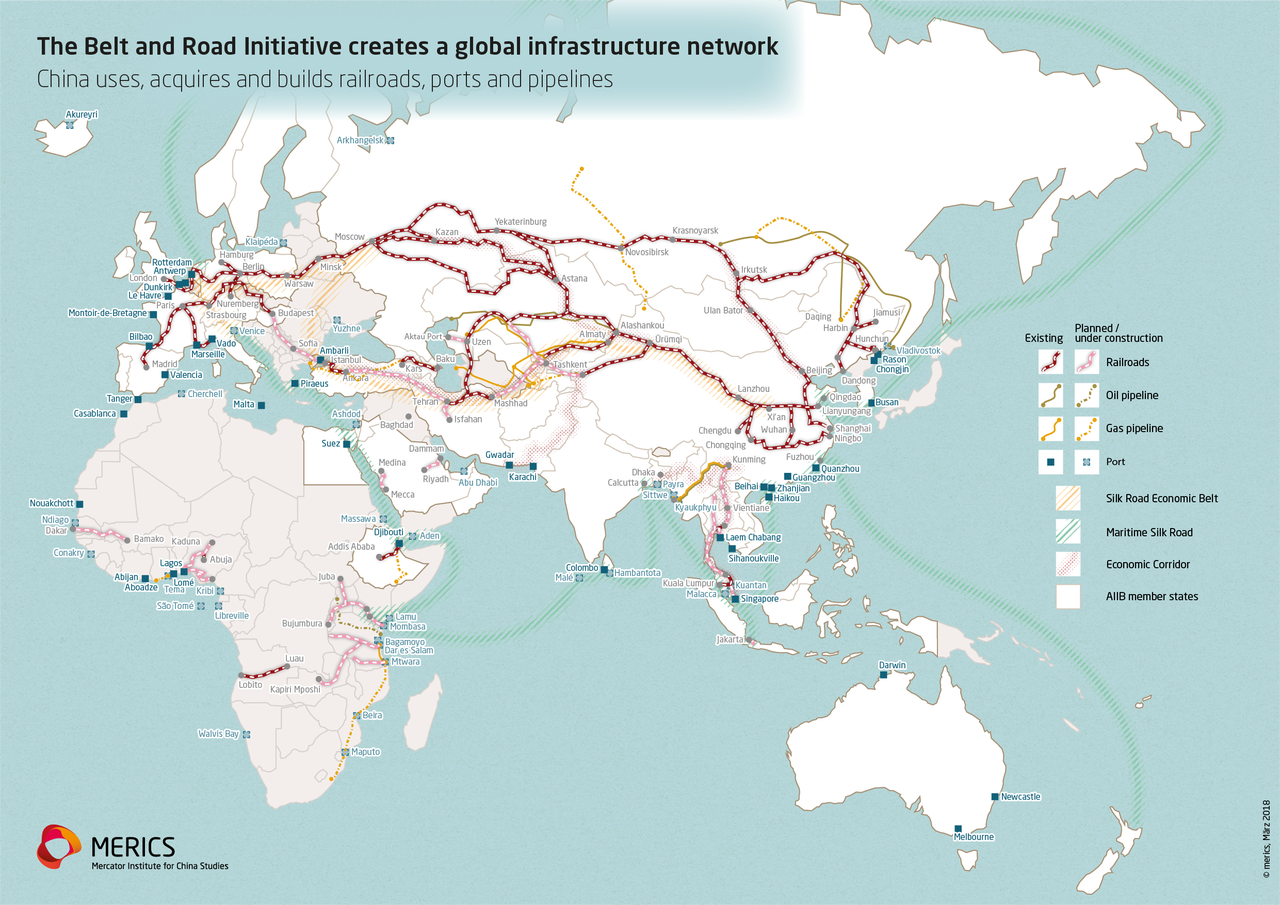 The Belt and Road Initiative creates a global infrastructure network
China uses, acquires and builds railroads, ports and pipelines
Akureyri
Arkhangelsk
Klaipėda
Moscow
Kazan
Yekaterinburg
Krasnoyarsk
Novosibirsk
Irkutsk
Astana
Rotterdam
Antwerp
Hamburg
Berlin
London
Dunkirk
Le Havre
Paris
Warsaw
Minsk
Nuremberg
Strasbourg
Budapest
Montoir-de-Bretagne
Venice
Yuzhne
Bilbao
Vado
Marseille
Madrid
Valencia
Sofia
Ambarli
Istanbul
Ankara
Kars
Baku
Aktau Port
Uzen
Almaty
Alashankou
Ürümqi
Tashkent
Ulan Bator
Daqing
Harbin
Jiamusi
Hunchun
Vladivostok
Rason
Chongjin
Beijing
Dandong
Lanzhou
Qingdao
Lianyungang
Busan
Xi'an
Wuhan
Chengdu
Chongqing
Shanghai
Ningbo
Tanger
Casablanca
Cherchell
Malta
Piraeus
Ashdod
Suez
Baghdad
Tehran
Isfahan
Mashhad
Dammam
Medina
Riyadh
Mecca
Abu Dhabi
Gwadar
Karachi
Dhaka
Calcutta
Payra
Sittwe
Kyaukphyu
Kunming
Vientiane
Fuzhou
Quanzhou
Guangzhou
Beihai
Zhanjian
Haikou
Nouakchott
Ndiago
Dakar
Bamako
Kaduna
Abuja
Conakry
Lagos
Abijan
Lomé
Aboadze
Tema
Kribi
São Tomé
Libreville
Massawa
Djibouti
Aden
Addis Ababa
Juba
Bujumbura
Lamu
Mombasa
Bagamoyo
Dar es Salam
Mtwara
Luau
Lobito
Kapiri Mposhi
Walvis Bay
Beira
Maputo
Colombo
Hambantota
Malé
Laem Chabang
Sihanoukville
Kuala Lumpur
Kuantan
Malacca
Singapore
Jakarta
Darwin
Newcastle
Melbourne
Existing
Planned /
under construction
Railroads
Oil pipeline
Gas pipeline
Port
Silk Road Economic Belt
Maritime Silk Road
Economic Corridor
AIIB member states
MERICS
Mercator Institute for China Studies
© merics, März 2018